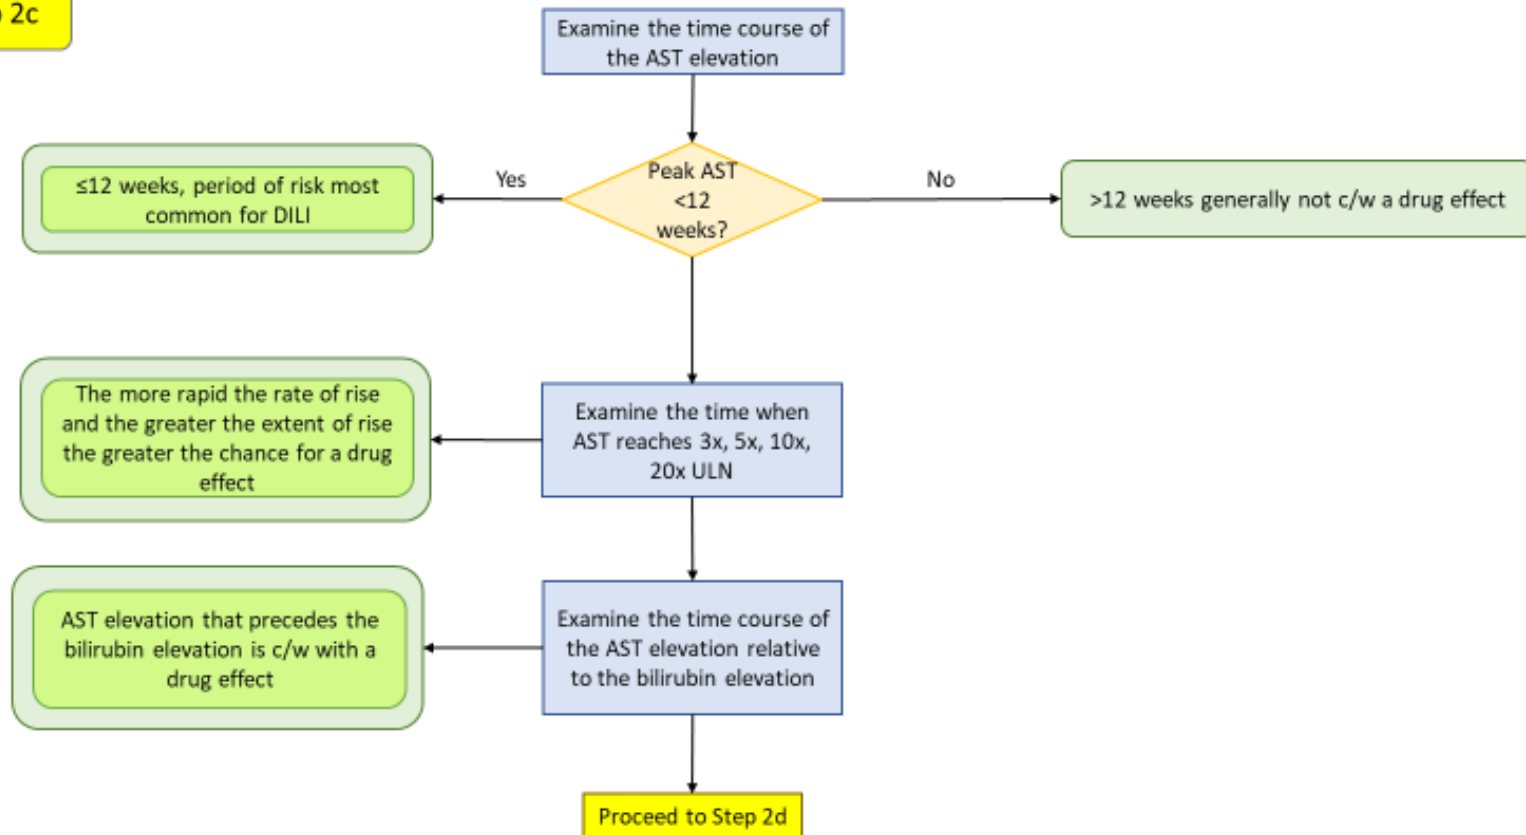 2c
Examine the time course of
the AST elevation
Peak AST
<12
weeks?
Yes
No
≤12 weeks, period of risk most
common for DILI
>12 weeks generally not c/w a drug effect
The more rapid the rate of rise
and the greater the extent of rise
the greater the chance for a drug
effect
Examine the time when
AST reaches 3x, 5x, 10x,
20x ULN
AST elevation that precedes the
bilirubin elevation is c/w with a
drug effect
Examine the time course of
the AST elevation relative
to the bilirubin elevation
Proceed to Step 2d